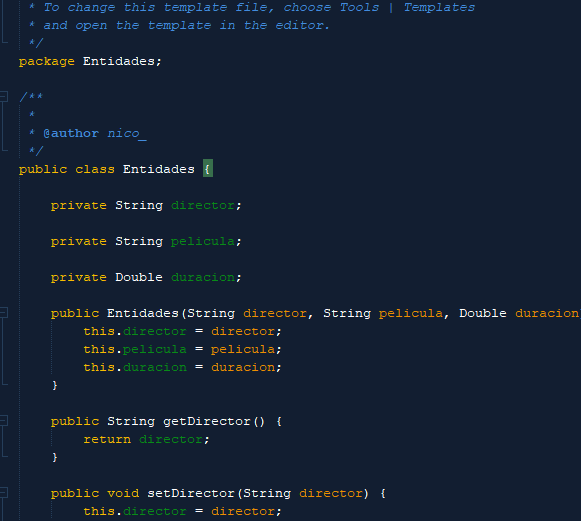 * To change this template file, choose Tools | Templates
* and open the template in the editor.
*/
package Entidades;
/**
*
* @author nico_
*/
public class Entidades {
private String director;
private String pelicula;
private Double duracion;
public Entidades(String director, String pelicula, Double duracion
this.director = director;
this.pelicula = pelicula;
this.duracion = duracion;
}
public String getDirector() {
return director;
}
public void setDirector(String director) {
this.director = director;